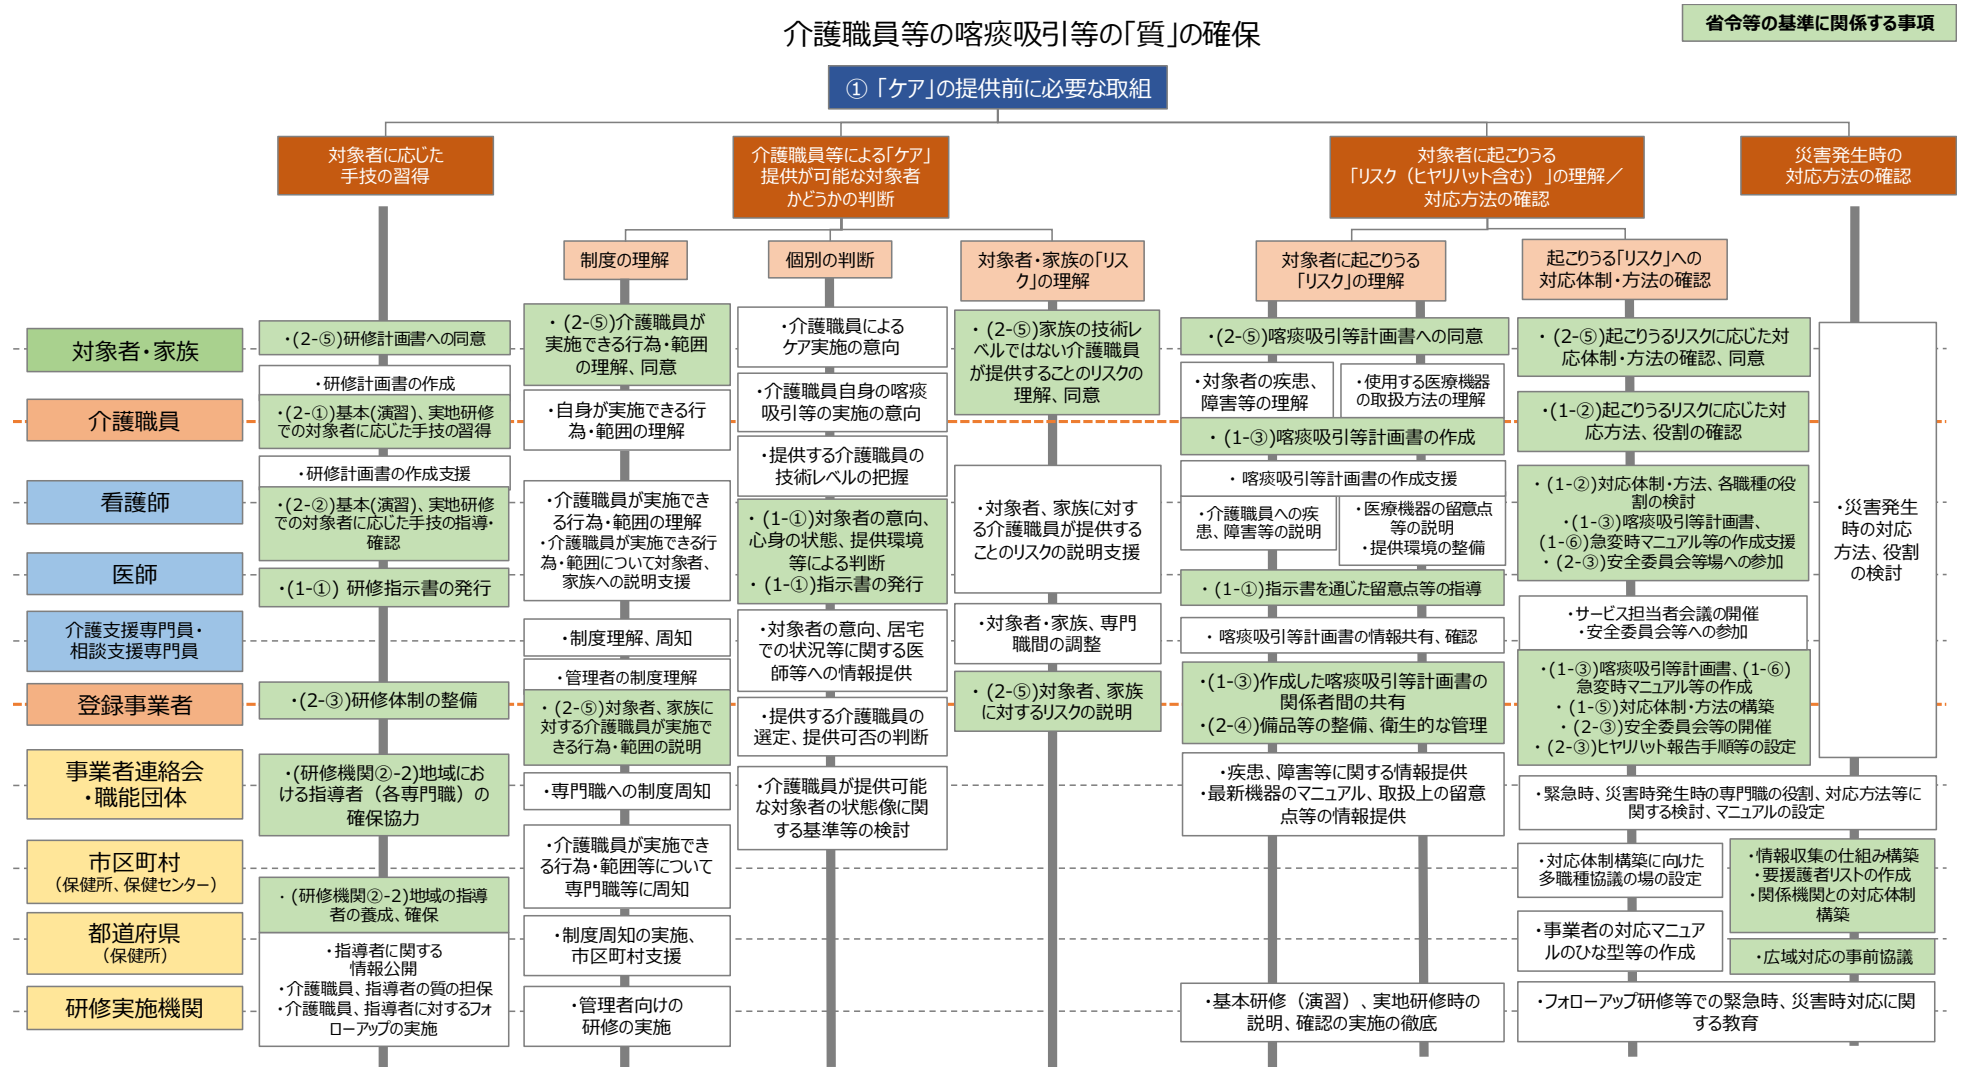 介護職員等の喀痰吸引等の「質」の確保
省令等の基準に関係する事項
① 「ケア」の提供前に必要な取組
対象者に応じた
手技の習得
介護職員等による「ケア」
提供が可能な対象者
かどうかの判断
対象者に起こりうる
「リスク（ヒヤリハット含む）」の理解／
対応方法の確認
災害発生時の
対応方法の確認
制度の理解
個別の判断
対象者・家族の「リス
ク」の理解
対象者に起こりうる
「リスク」の理解
起こりうる「リスク」への
対応体制・方法の確認
対象者・家族
・(2-⑤)研修計画書への同意
・ (2-⑤)介護職員が
実施できる行為・範囲
の理解、同意
・介護職員による
ケア実施の意向
・ (2-⑤)家族の技術レ
ベルではない介護職員
が提供することのリスクの
理解、同意
・(2-⑤)喀痰吸引等計画書への同意
・ (2-⑤)起こりうるリスクに応じた対
応体制・方法の確認、同意
介護職員
・研修計画書の作成
・(2-①)基本(演習)、実地研修
での対象者に応じた手技の習得
・自身が実施できる行
為・範囲の理解
・介護職員自身の喀痰
吸引等の実施の意向
・対象者の疾患、
障害等の理解
・使用する医療機器
の取扱方法の理解
・ (1-③)喀痰吸引等計画書の作成
・(1-②)起こりうるリスクに応じた対
応方法、役割の確認
看護師
・研修計画書の作成支援
・(2-②)基本(演習)、実地研修
での対象者に応じた手技の指導・
確認
・介護職員が実施でき
る行為・範囲の理解
・介護職員が実施できる行
為・範囲について対象者、
家族への説明支援
・提供する介護職員の
技術レベルの把握
・ (1-①)対象者の意向、
心身の状態、提供環境
等による判断
・ (1-①)指示書の発行
・対象者、家族に対す
る介護職員が提供する
ことのリスクの説明支援
・ 喀痰吸引等計画書の作成支援
・介護職員への疾
患、障害等の説明
・医療機器の留意点
等の説明
・提供環境の整備
・ (1-②)対応体制・方法、各職種の役
割の検討
・(1-③)喀痰吸引等計画書、
(1-⑥)急変時マニュアル等の作成支援
・ (2-③)安全委員会等場への参加
・災害発生
時の対応
方法、役割
の検討
医師
・(1-①) 研修指示書の発行
・ (1-①)指示書を通じた留意点等の指導
介護支援専門員・
相談支援専門員
・制度理解、周知
・対象者の意向、居宅
での状況等に関する医
師等への情報提供
・対象者・家族、専門
職間の調整
・ 喀痰吸引等計画書の情報共有、確認
・サービス担当者会議の開催
・安全委員会等への参加
登録事業者
・(2-③)研修体制の整備
・管理者の制度理解
・ (2-⑤)対象者、家族に
対する介護職員が実施で
きる行為・範囲の説明
・提供する介護職員の
選定、提供可否の判断
・ (2-⑤)対象者、家族
に対するリスクの説明
・(1-③)作成した喀痰吸引等計画書の
関係者間の共有
・(2-④)備品等の整備、衛生的な管理
・(1-③)喀痰吸引等計画書、(1-⑥)
急変時マニュアル等の作成
・ (1-⑤)対応体制・方法の構築
・ (2-③)安全委員会等の開催
・ (2-③)ヒヤリハット報告手順等の設定
事業者連絡会
・職能団体
・(研修機関②-2)地域にお
ける指導者（各専門職）の
確保協力
・専門職への制度周知
・介護職員が提供可能
な対象者の状態像に関
する基準等の検討
・疾患、障害等に関する情報提供
・最新機器のマニュアル、取扱上の留意
点等の情報提供
・緊急時、災害時発生時の専門職の役割、対応方法等に
関する検討、マニュアルの設定
市区町村
（保健所、保健センター）
・介護職員が実施でき
る行為・範囲等について
専門職等に周知
・対応体制構築に向けた
多職種協議の場の設定
・情報収集の仕組み構築
・要援護者リストの作成
・関係機関との対応体制
構築
都道府県
（保健所）
・ (研修機関②-2)地域の指導
者の養成、確保
・指導者に関する
情報公開
・介護職員、指導者の質の担保
・介護職員、指導者に対するフォ
ローアップの実施
・制度周知の実施、
市区町村支援
・事業者の対応マニュア
ルのひな型等の作成
・広域対応の事前協議
研修実施機関
・管理者向けの
研修の実施
・基本研修（演習）、実地研修時の
説明、確認の実施の徹底
・フォローアップ研修等での緊急時、災害時対応に関
する教育